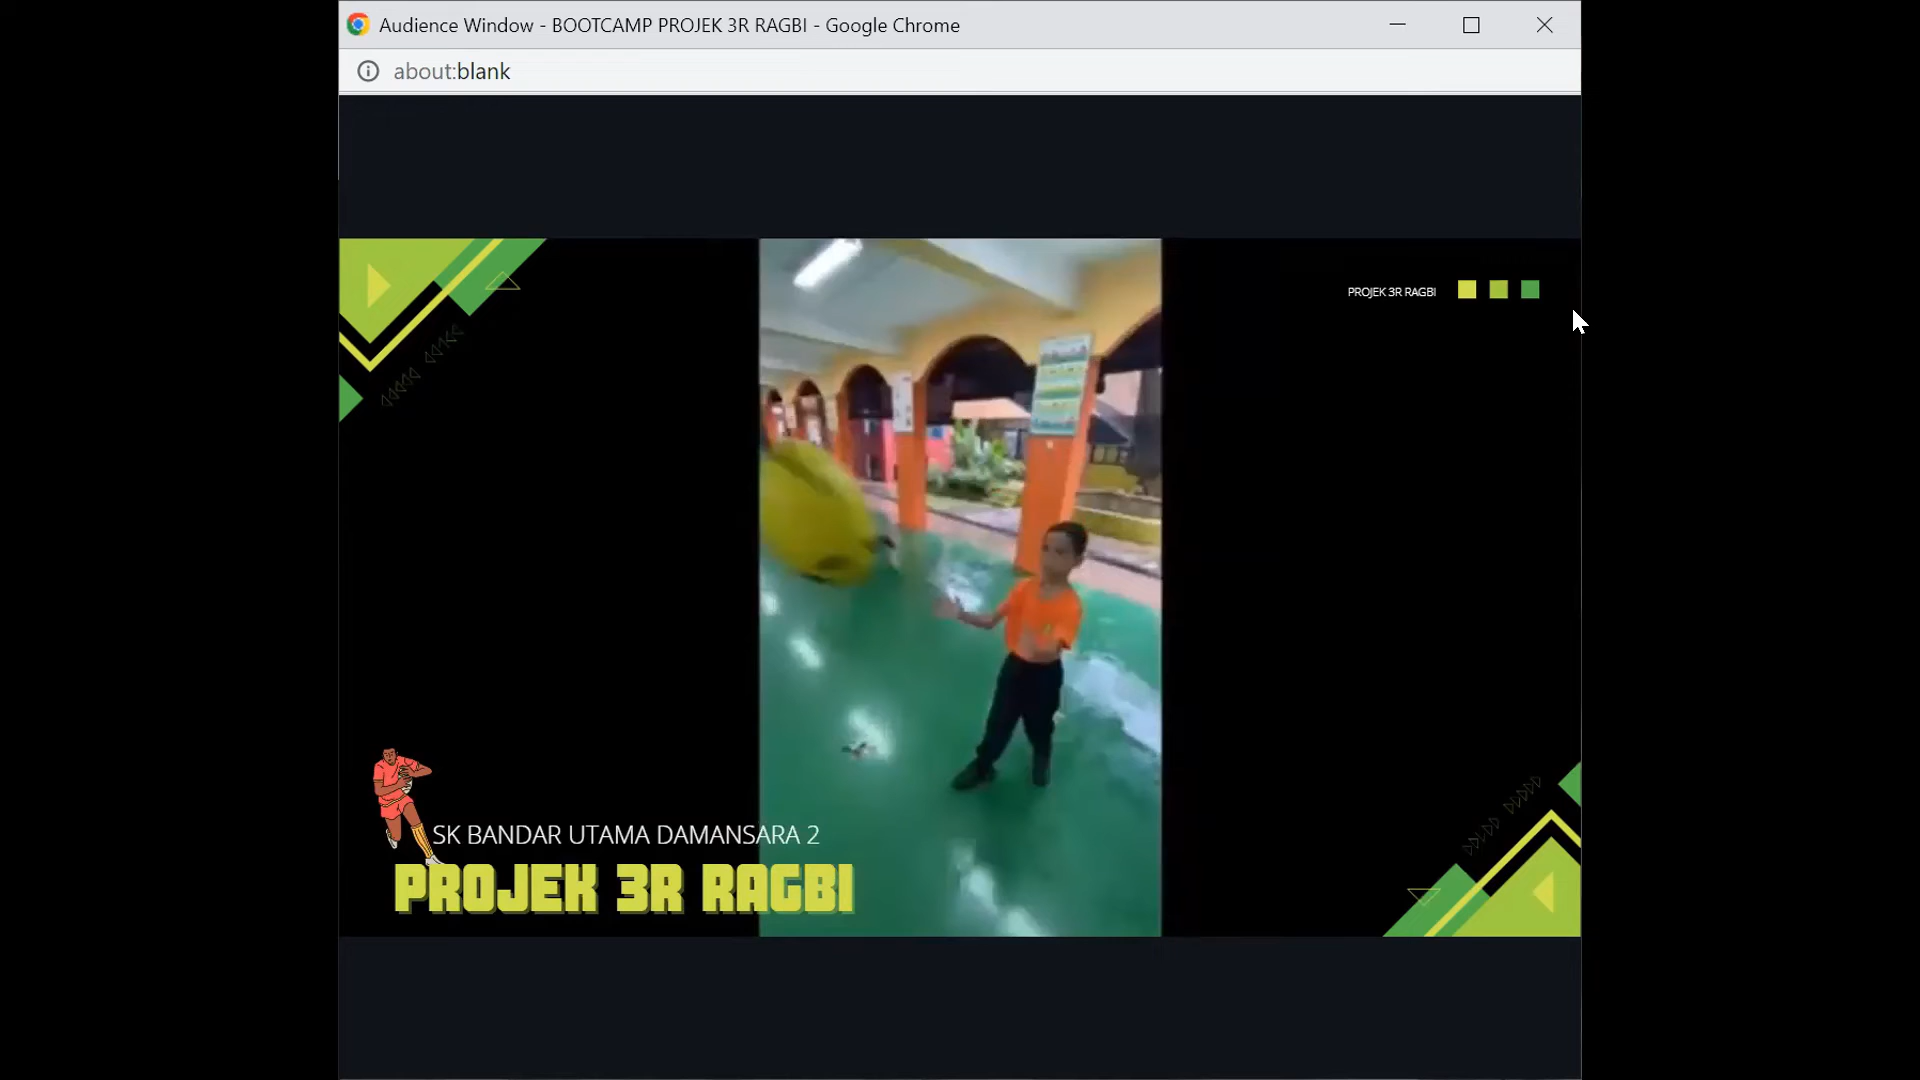 Audience Window - BOOTCAMP PROJEK 3R RAGBI - Google Chrome
about:blank
PROJEK 3R RAGBI
SK BANDAR UTAMA DAMANSARA 2
PROJEK 3R RAGBI